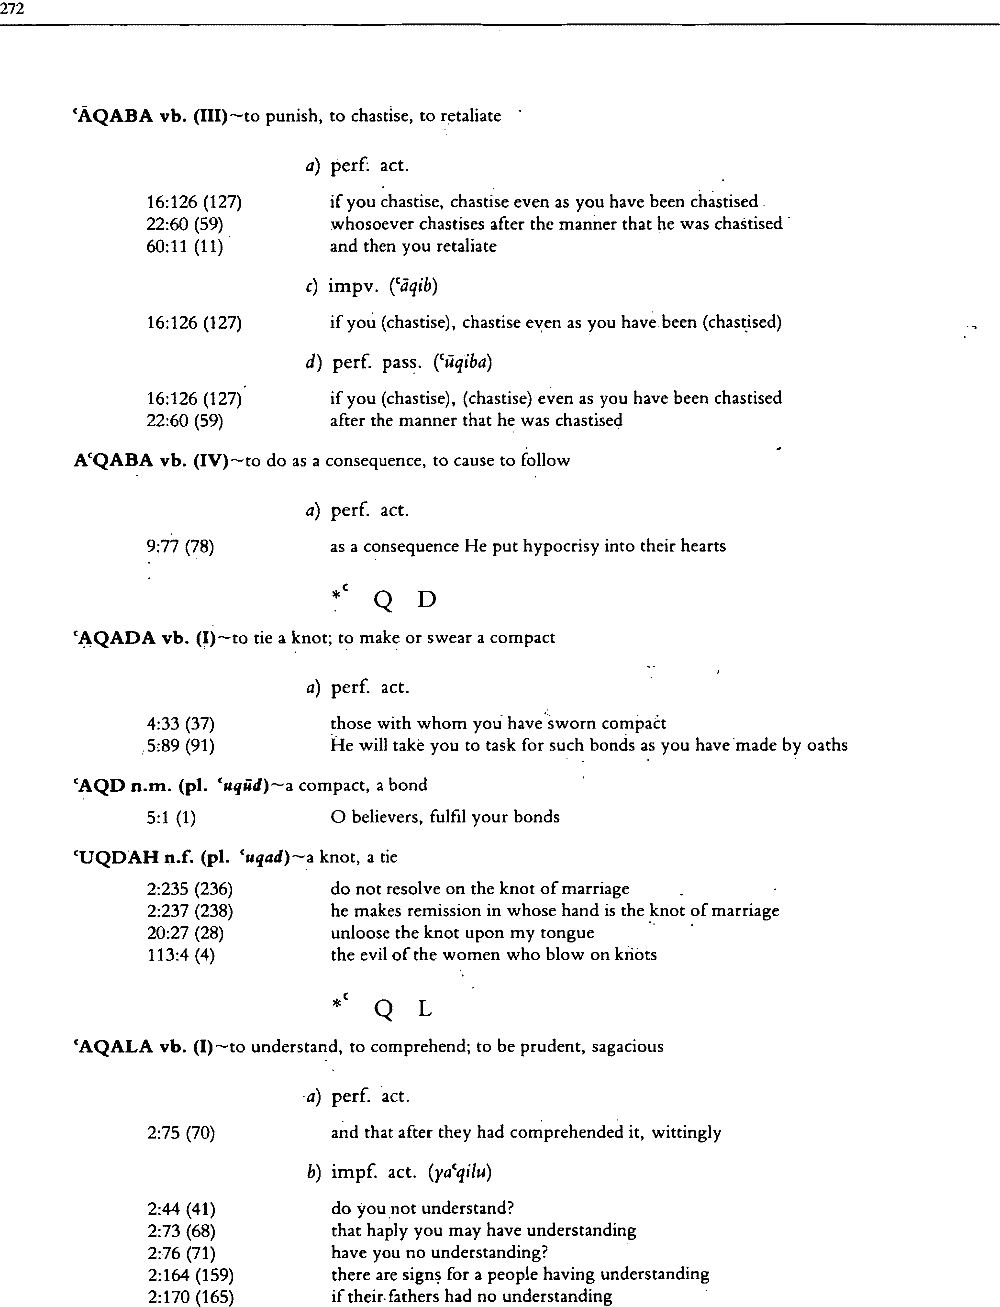 272
ʿĀQABA vb. (III)~to punish, to chastise, to retaliate
a) perf. act.
16:126 (127) if you chastise, chastise even as you have been chastised
22:60 (59) whosoever chastises after the manner that he was chastised
60:11 (11) and then you retaliate
c) impv. (ʿāqib)
16:126 (127) if you (chastise), chastise even as you have been (chastised)
d) perf. pass. (ʿūqiba)
16:126 (127) if you (chastise), (chastise) even as you have been chastised
22:60 (59) after the manner that he was chastised
AʿQABA vb. (IV)~to do as a consequence, to cause to follow
a) perf. act.
9:77 (78) as a consequence He put hypocrisy into their hearts
*ʿ Q D
ʿAQADA vb. (I)~to tie a knot; to make or swear a compact
a) perf. act.
4:33 (37) those with whom you have sworn compact
5:89 (91) He will take you to task for such bonds as you have made by oaths
ʿAQD n.m. (pl. ʿuqūd)~a compact, a bond
5:1 (1) O believers, fulfil your bonds
ʿUQDAH n.f. (pl. ʿuqad)~a knot, a tie
2:235 (236) do not resolve on the knot of marriage
2:237 (238) he makes remission in whose hand is the knot of marriage
20:27 (28) unloose the knot upon my tongue
113:4 (4) the evil of the women who blow on knots
*ʿ Q L
ʿAQALA vb. (I)~to understand, to comprehend; to be prudent, sagacious
a) perf. act.
2:75 (70) and that after they had comprehended it, wittingly
b) impf. act. (yaʿqilu)
2:44 (41) do you not understand?
2:73 (68) that haply you may have understanding
2:76 (71) have you no understanding?
2:164 (159) there are signs for a people having understanding
2:170 (165) if their fathers had no understanding